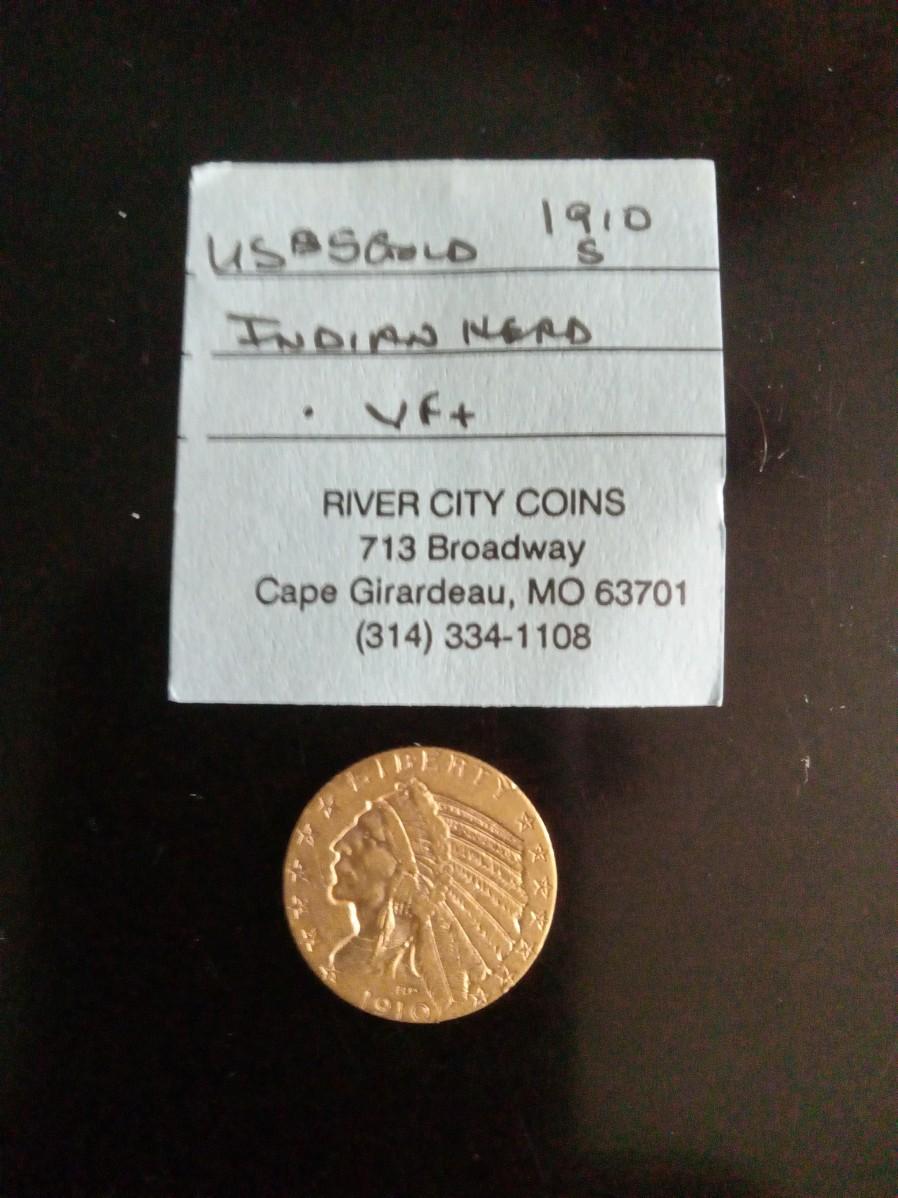 US $5 GOLD 1910
S
INDIAN HEAD
• VF+
RIVER CITY COINS
713 Broadway
Cape Girardeau, MO 63701
(314) 334-1108
LIBERTY
1910